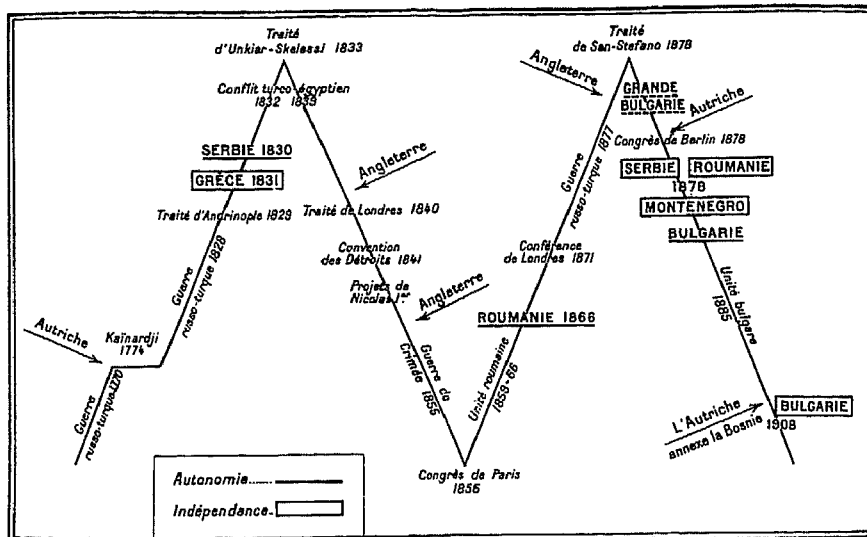 Traité
d'Unkiar-Skelessi 1833
Conflit turco-égyptien
1832 1839
SERBIE 1830
GRÈCE 1831
Traité d'Andrinople 1829
Guerre
russo-turque 1828
Autriche
Kaïnardji
1774
Guerre
russo-turque 1770
Angleterre
Traité de Londres 1840
Convention
des Détroits 1841
Projets de
Nicolas Ier
Angleterre
Guerre de
Crimée 1855
Congrès de Paris
1856
Unité roumaine
1859-66
ROUMANIE 1866
Conférence
de Londres 1871
Guerre
russo-turque 1877
Angleterre
Traité
de San-Stefano 1878
GRANDE
BULGARIE
Autriche
Congrès de Berlin 1878
SERBIE ROUMANIE
1878
MONTENEGRO
BULGARIE
Unité bulgare
1885
L'Autriche
annexe la Bosnie 1908
BULGARIE
Autonomie
Indépendance